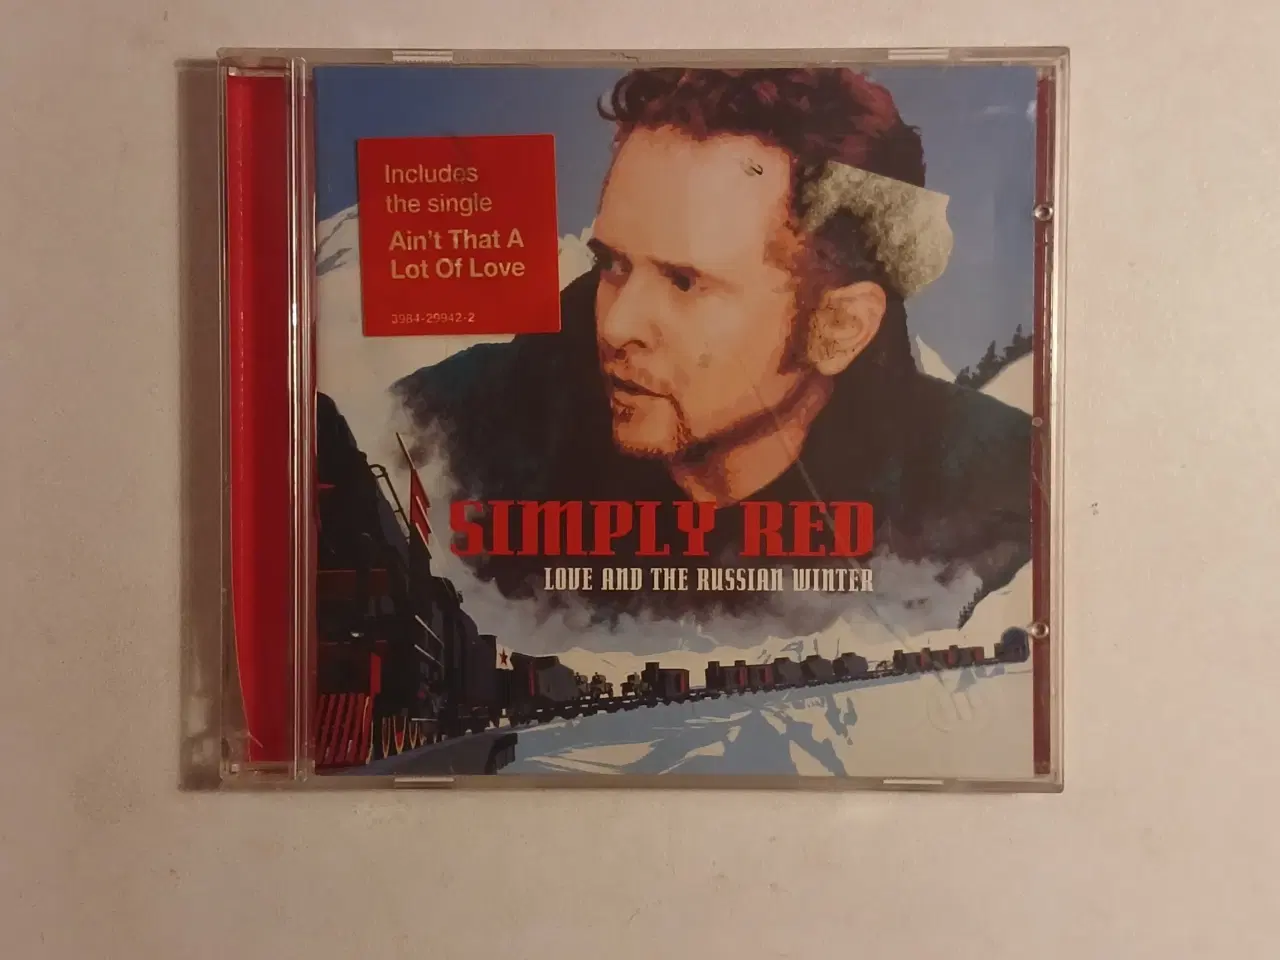 Includes
the single
Ain't That A
Lot Of Love
3984-29942-2
SIMPLY RED
LOVE AND THE RUSSIAN WINTER